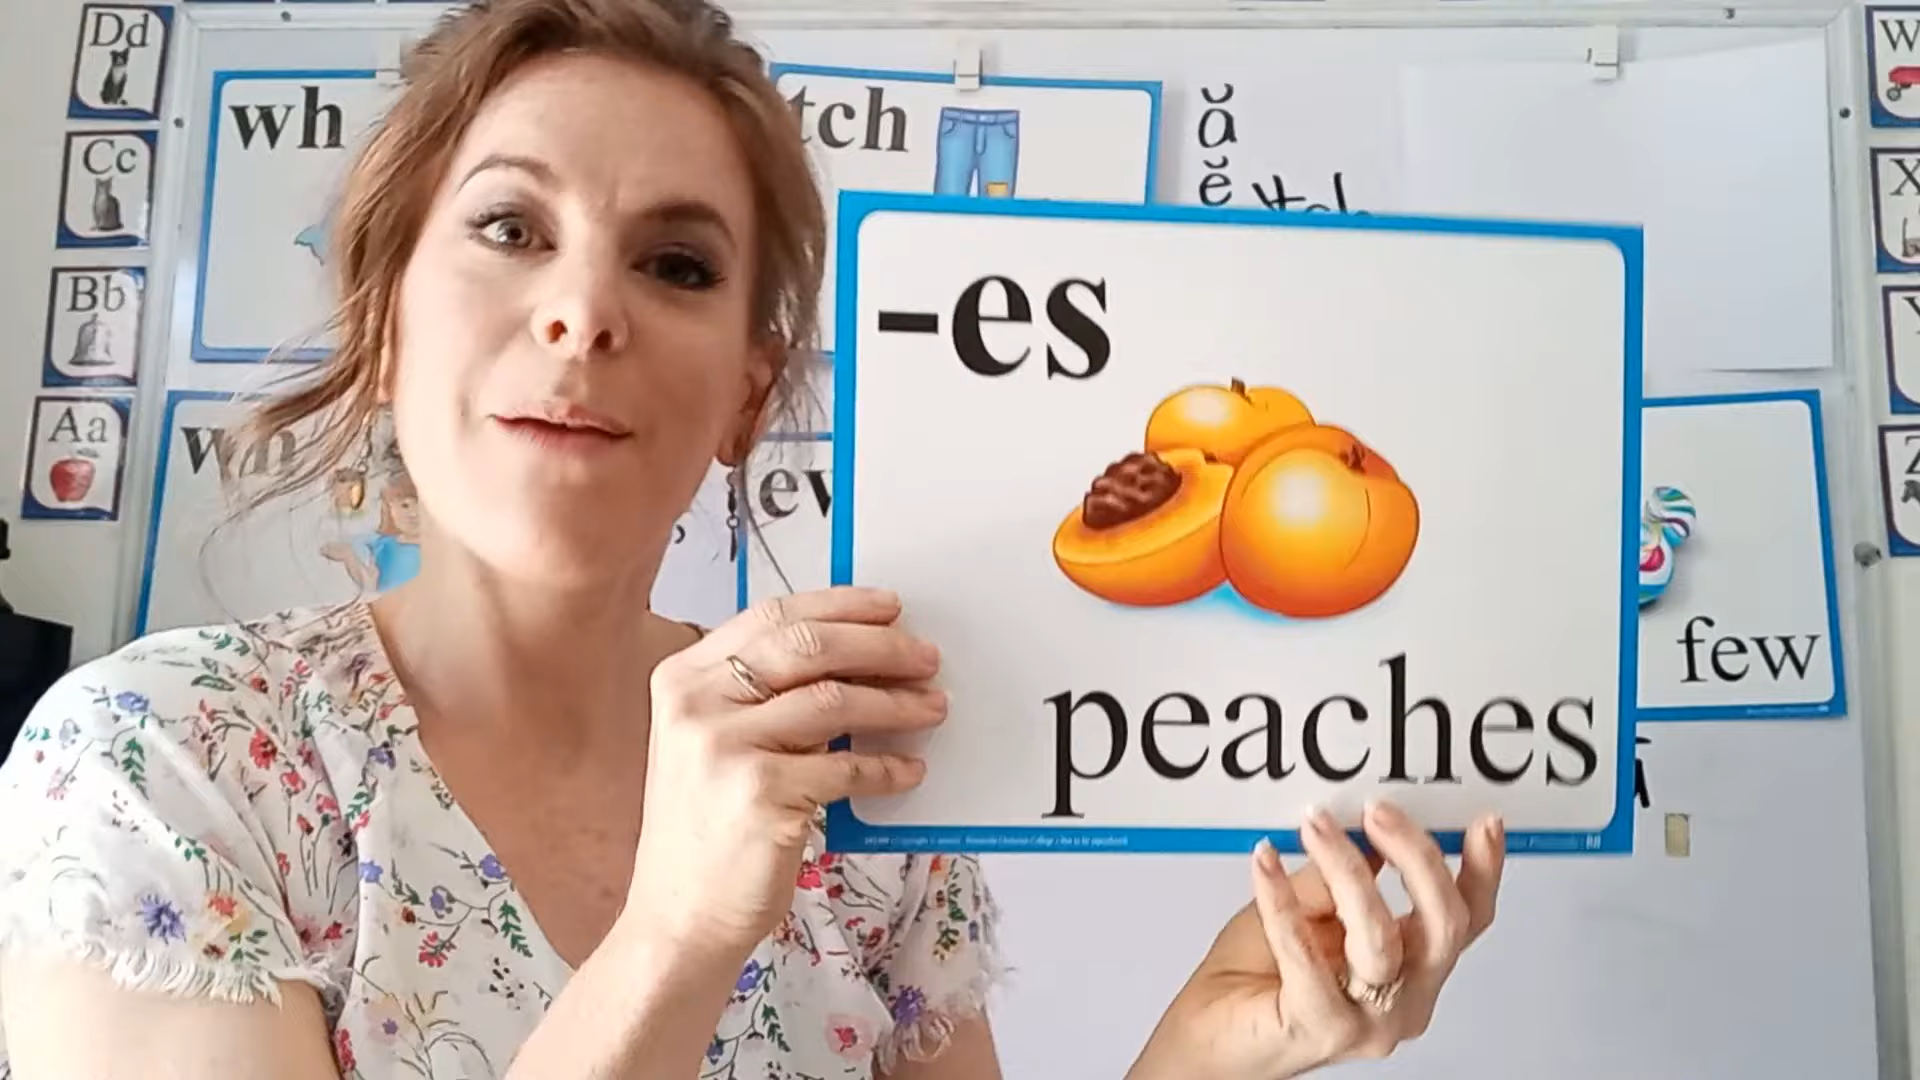 Dd
Cc
Bb
Aa
wh
tch
ă
ĕ
-es
peaches
few